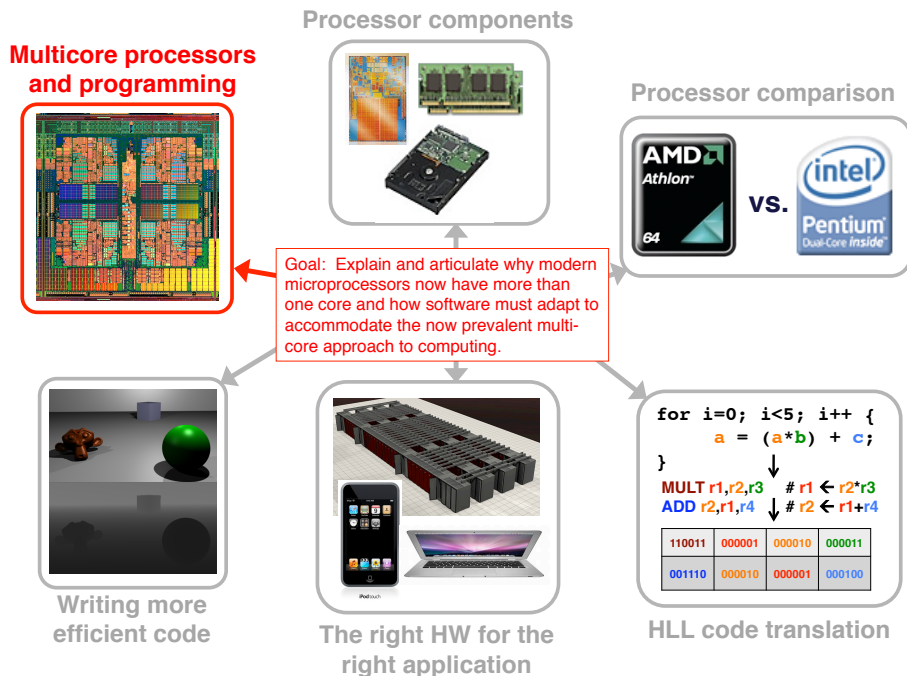 Processor components
Multicore processors
and programming
Processor comparison
AMD
Athlon™
64
vs.
intel
Pentium®
Dual-Core inside™
Goal: Explain and articulate why modern
microprocessors now have more than
one core and how software must adapt to
accommodate the now prevalent multi-
core approach to computing.
for i=0; i<5; i++ {
a = (a*b) + c;
}
MULT r1,r2,r3 # r1 ← r2*r3
ADD r2,r1,r4 # r2 ← r1+r4
110011 000001 000010 000011
001110 000010 000001 000100
iPod touch
Writing more
efficient code
The right HW for the
right application
HLL code translation